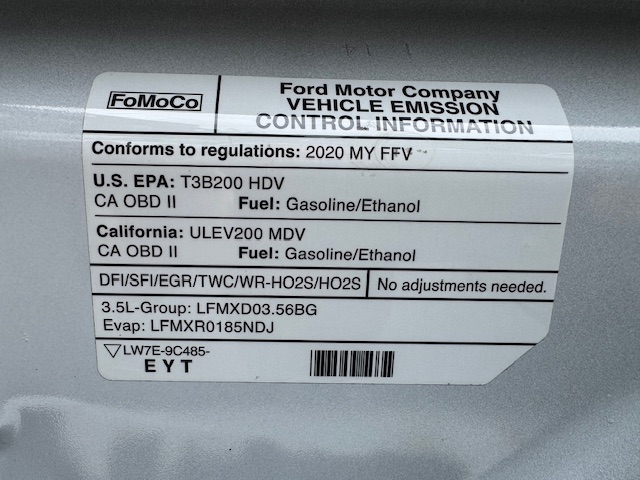 FoMoCo
Ford Motor Company
VEHICLE EMISSION
CONTROL INFORMATION
Conforms to regulations: 2020 MY FFV
U.S. EPA: T3B200 HDV
CA OBD II Fuel: Gasoline/Ethanol
California: ULEV200 MDV
CA OBD II Fuel: Gasoline/Ethanol
DFI/SFI/EGR/TWC/WR-HO2S/HO2S No adjustments needed.
3.5L-Group: LFMXD03.56BG
Evap: LFMXR0185NDJ
LW7E-9C485-
EYT